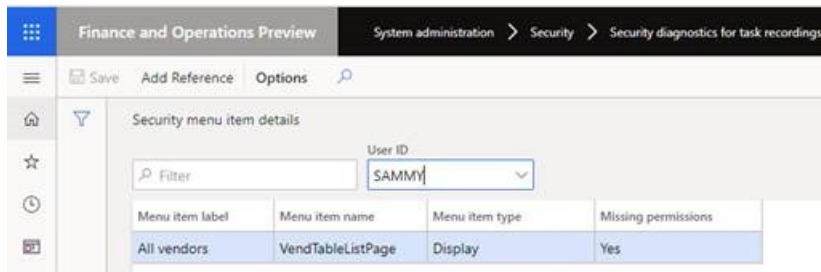 Finance and Operations Preview System administration > Security > Security diagnostics for task recordings
Save Add Reference Options
Security menu item details
User ID
Filter SAMMY
Menu item label Menu item name Menu item type Missing permissions
All vendors VendTableListPage Display Yes